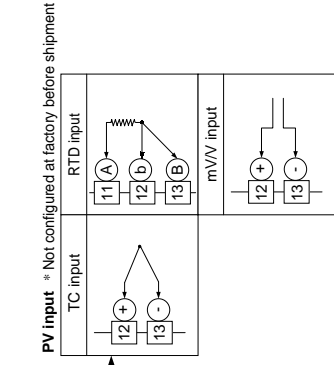 PV input * Not configured at factory before shipment
TC input
12 +
13 -
RTD input
11 A
12 b
13 B
mV/V input
12 +
13 -